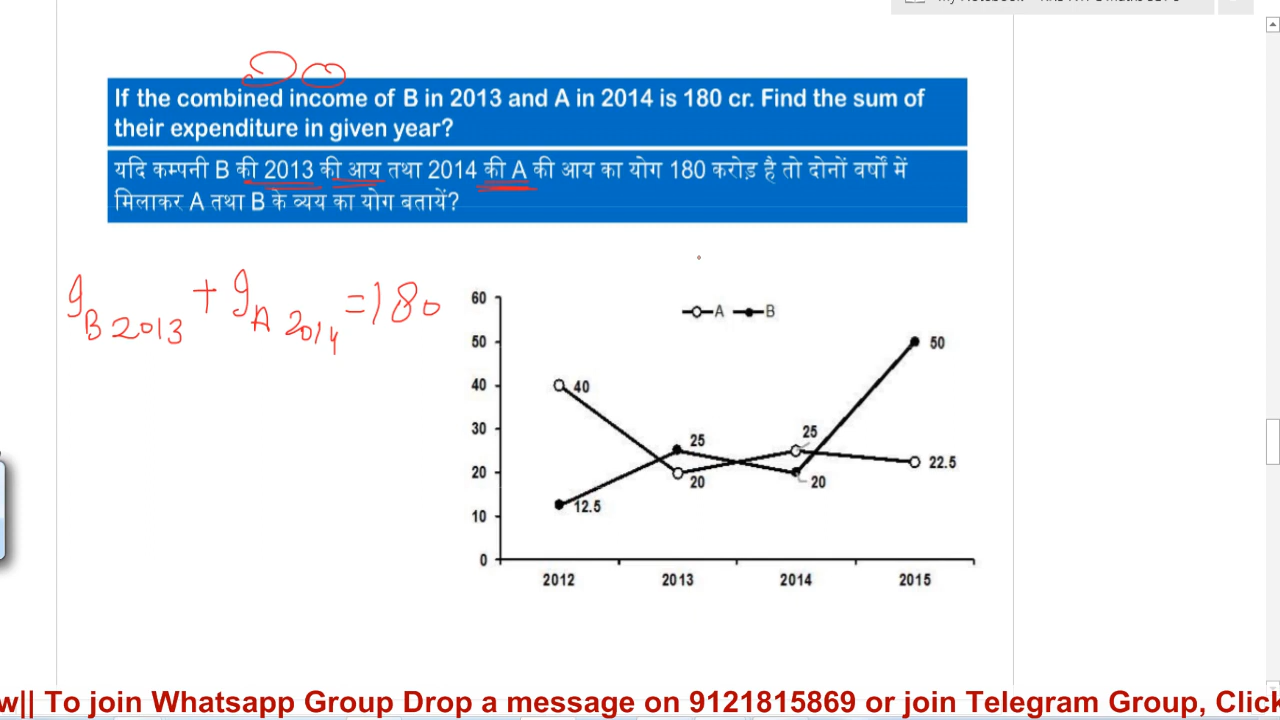 If the combined income of B in 2013 and A in 2014 is 180 cr. Find the sum of
their expenditure in given year?
यदि कम्पनी B की 2013 की आय तथा 2014 की A की आय का योग 180 करोड़ है तो दोनों वर्षों में
मिलाकर A तथा B के व्यय का योग बतायें?
I B 2013 + I A 2014 = 180
A B
60
50
40
30
20
10
0
40
12.5
25
20
25
20
50
22.5
2012 2013 2014 2015
w|| To join Whatsapp Group Drop a message on 9121815869 or join Telegram Group, Click